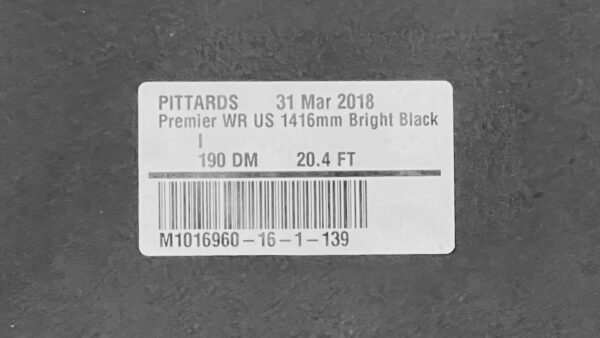 PITTARDS 31 Mar 2018
Premier WR US 1416mm Bright Black
I
190 DM 20.4 FT
M1016960-16-1-139